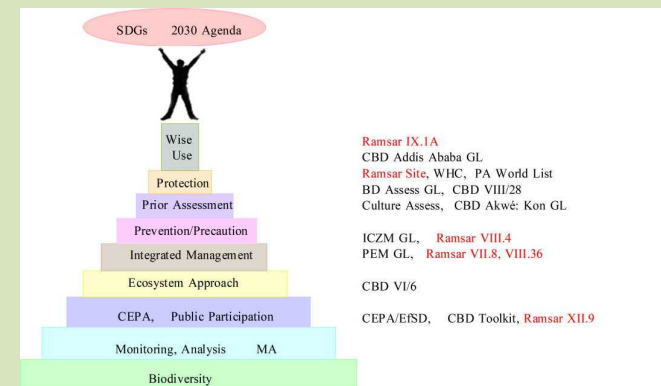 SDGs 2030 Agenda
Wise
Use
Protection
Prior Assessment
Prevention/Precaution
Integrated Management
Ecosystem Approach
CEPA, Public Participation
Monitoring, Analysis MA
Biodiversity
Ramsar IX.1A
CBD Addis Ababa GL
Ramsar Site, WHC, PA World List
BD Assess GL, CBD VIII/28
Culture Assess, CBD Akwé: Kon GL
ICZM GL, Ramsar VIII.4
PEM GL, Ramsar VII.8, VIII.36
CBD VI/6
CEPA/EfSD, CBD Toolkit, Ramsar XII.9